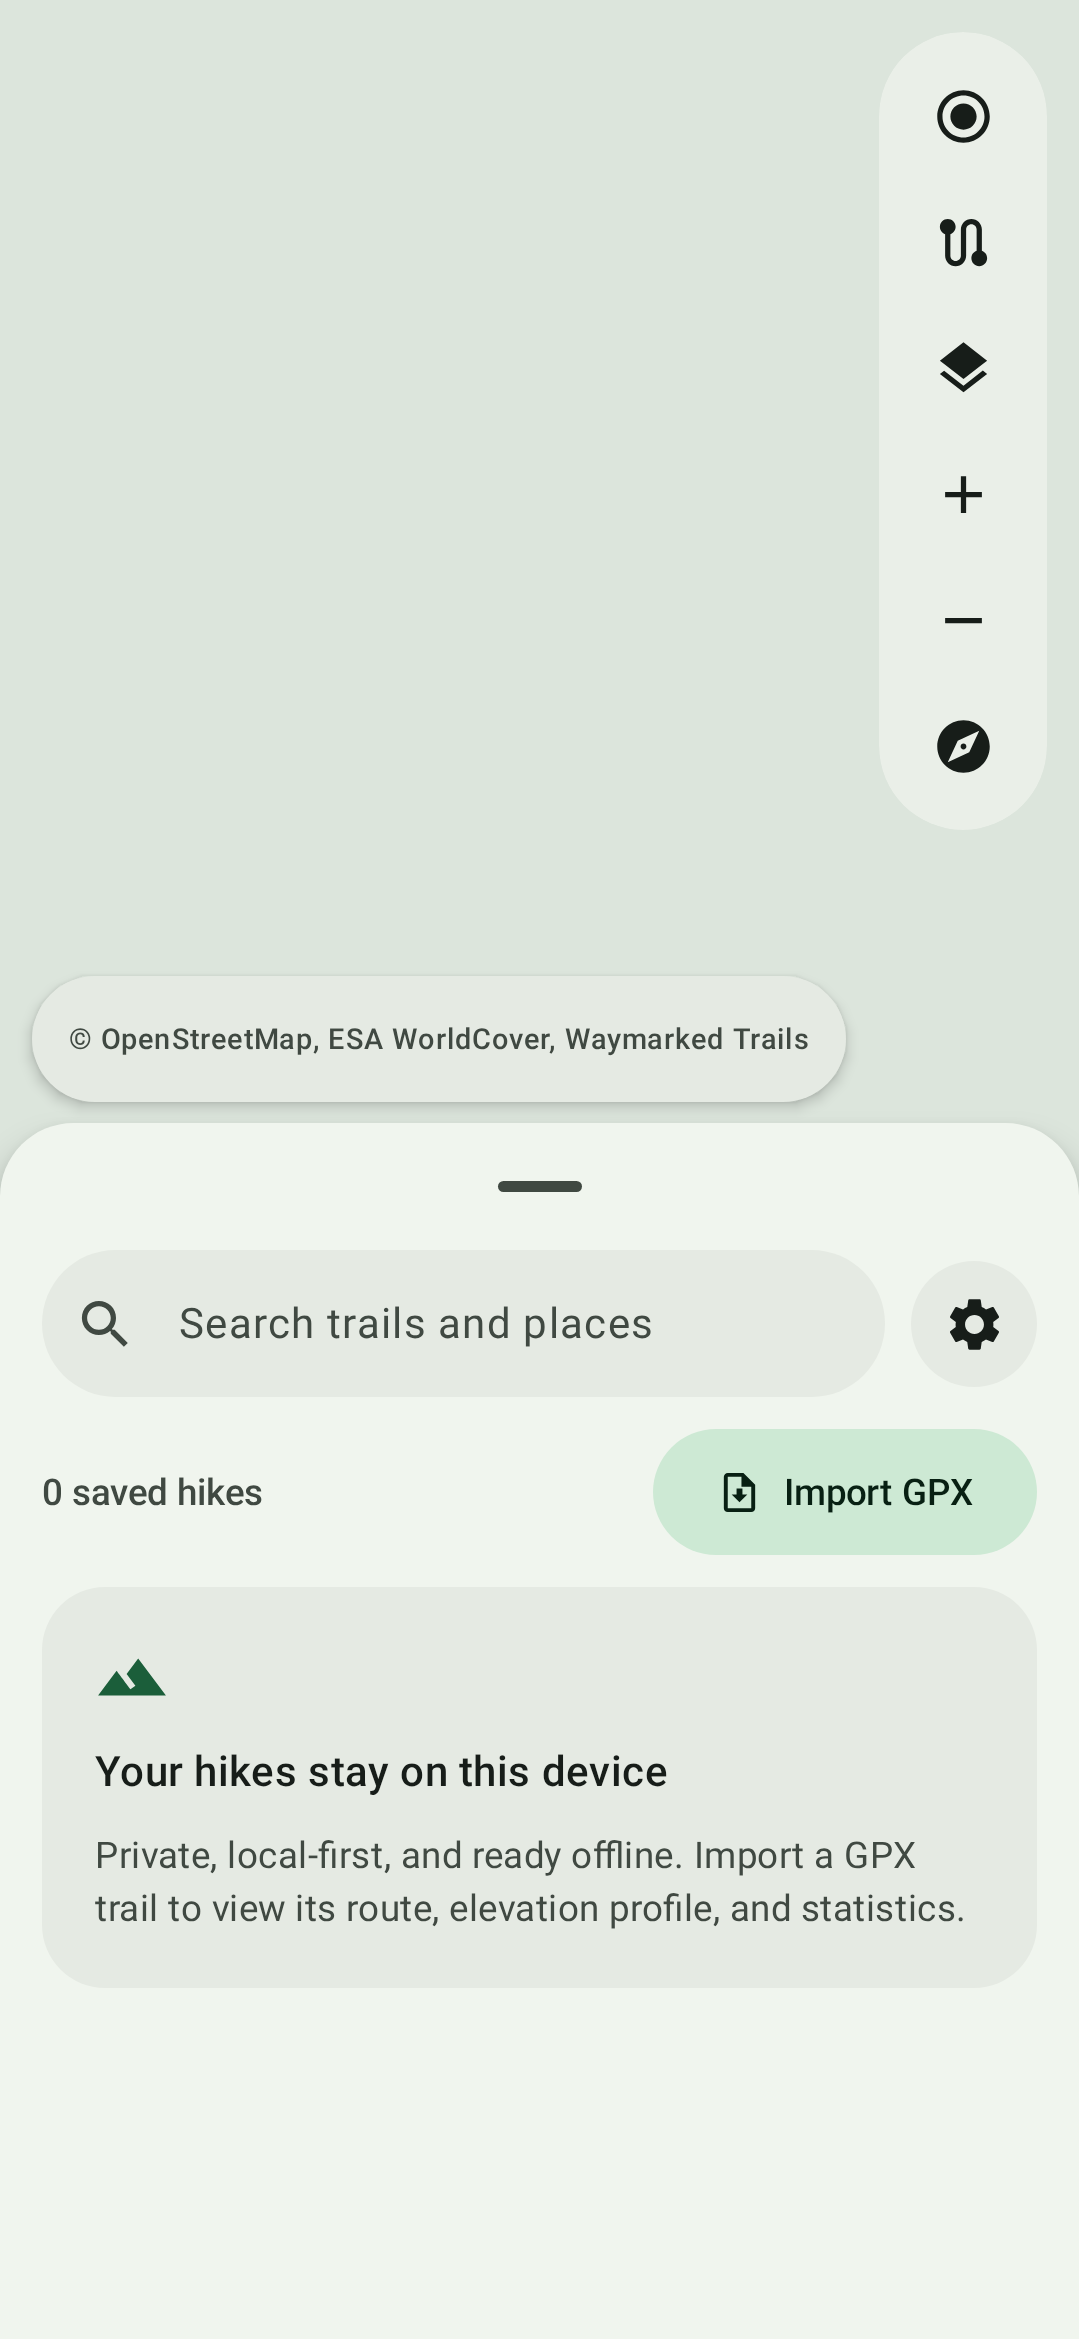 © OpenStreetMap, ESA WorldCover, Waymarked Trails
Search trails and places
0 saved hikes
Import GPX
Your hikes stay on this device
Private, local-first, and ready offline. Import a GPX
trail to view its route, elevation profile, and statistics.